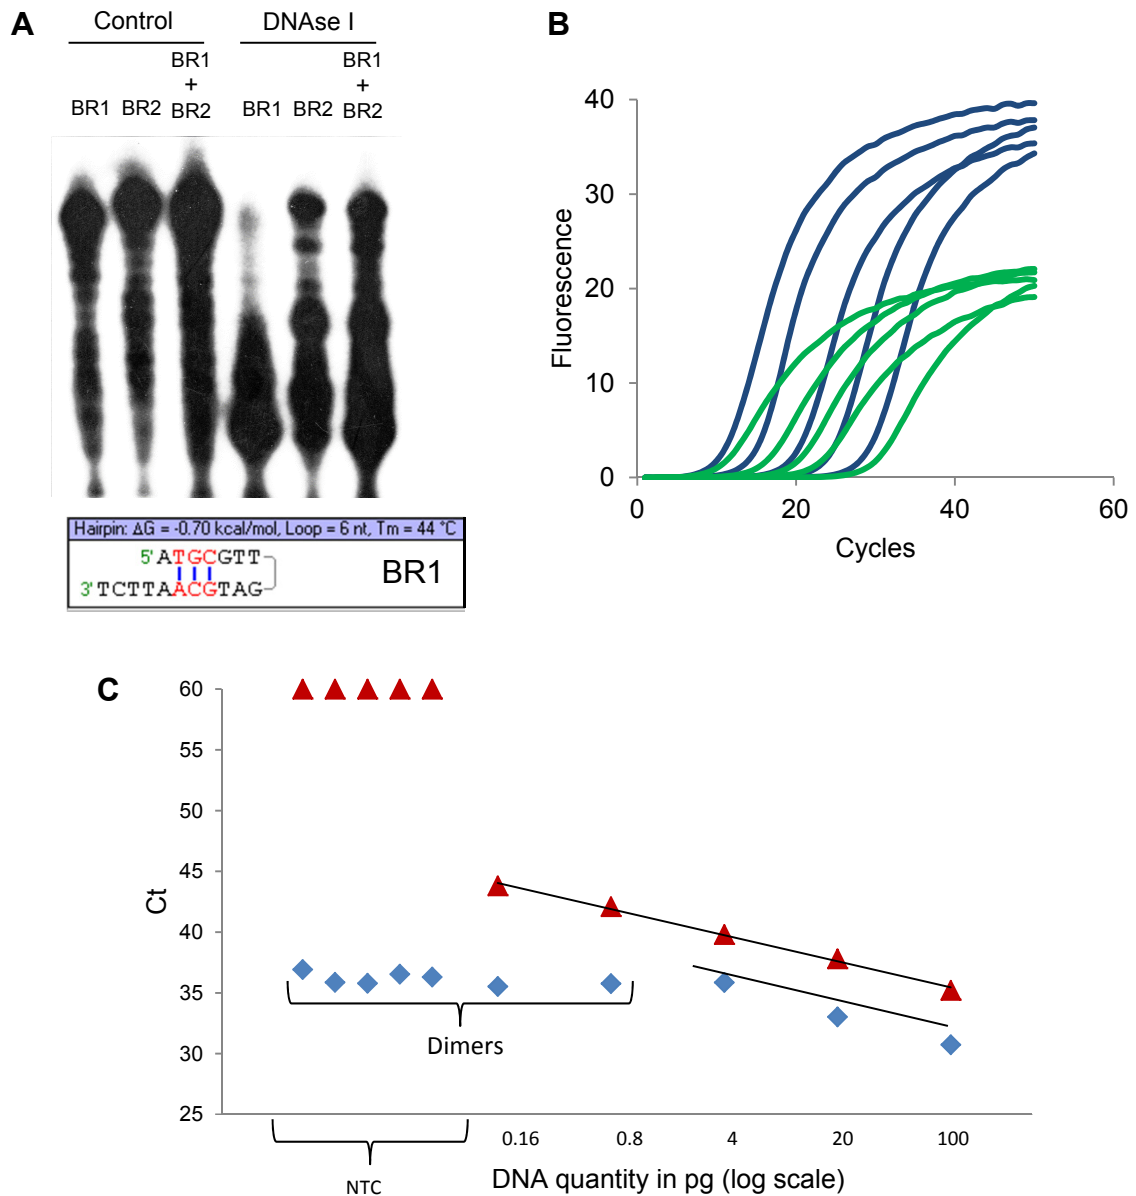 A
Control
DNAse I
BR1 BR2 BR1 + BR2
BR1 BR2 BR1 + BR2
Hairpin: ΔG = -0.70 kcal/mol, Loop = 6 nt, Tm = 44 °C
5' ATGCGTT
3' TCTTAACGTAG
BR1
B
40
30
20
10
0
Fluorescence
0 20 40 60
Cycles
C
60
55
50
45
40
35
30
25
Ct
Dimers
NTC
0.16 0.8 4 20 100
DNA quantity in pg (log scale)